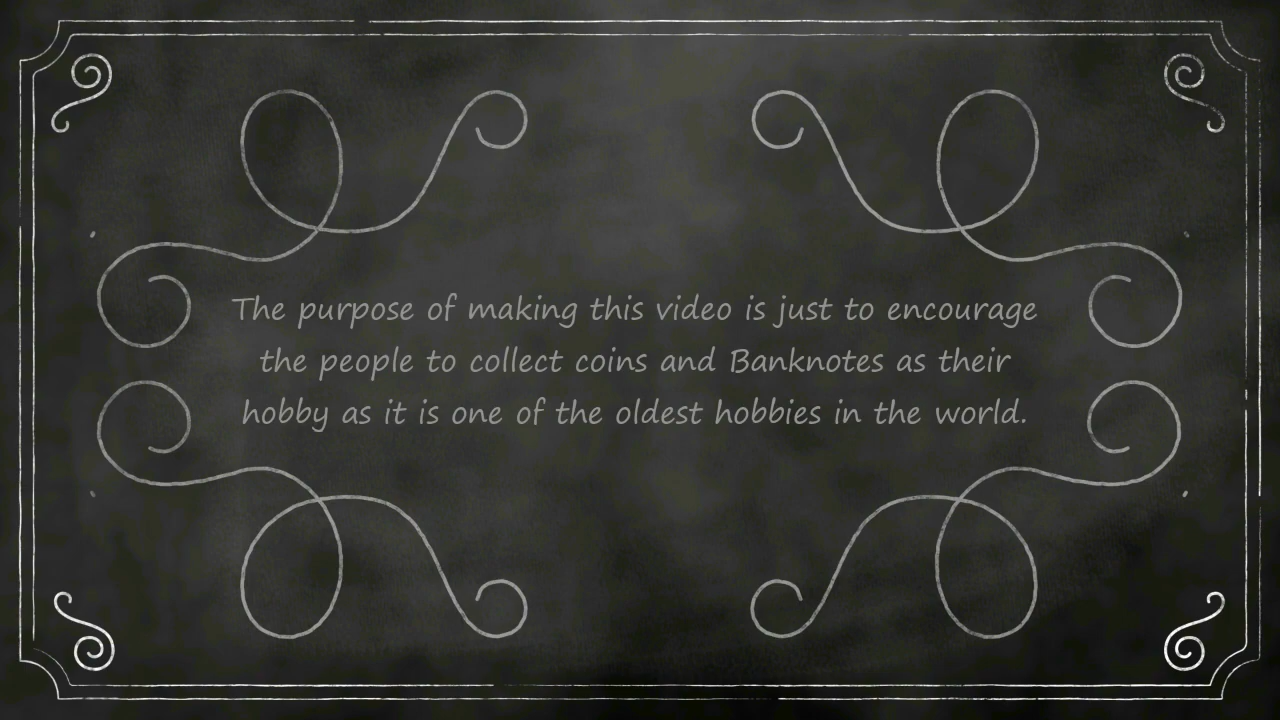 The purpose of making this video is just to encourage
the people to collect coins and Banknotes as their
hobby as it is one of the oldest hobbies in the world.